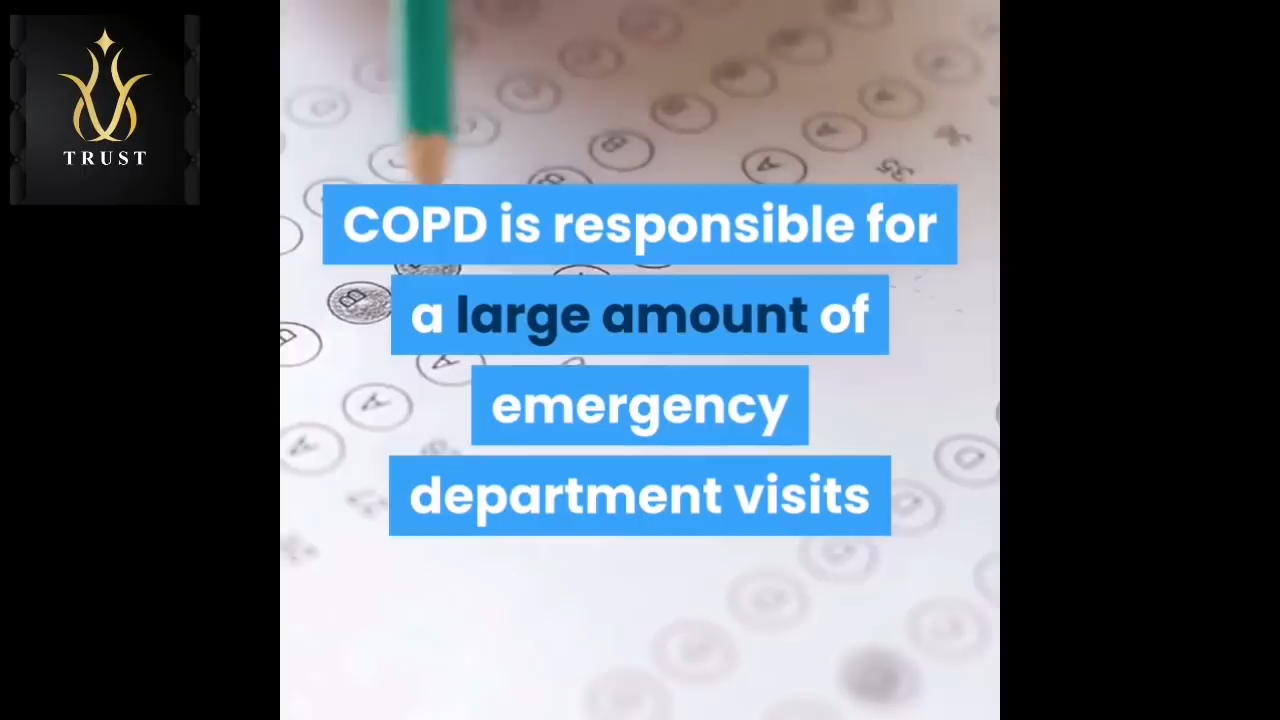 TRUST
COPD is responsible for
a large amount of
emergency
department visits